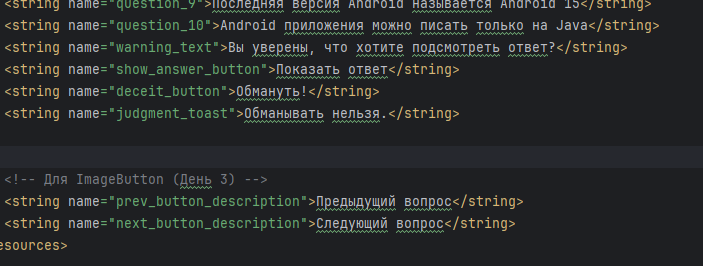 <string name="question_9">Последняя версия Android называется Android 15</string>
<string name="question_10">Android приложения можно писать только на Java</string>
<string name="warning_text">Вы уверены, что хотите подсмотреть ответ?</string>
<string name="show_answer_button">Показать ответ</string>
<string name="deceit_button">Обмануть!</string>
<string name="judgment_toast">Обманывать нельзя.</string>
<!-- Для ImageButton (День 3) -->
<string name="prev_button_description">Предыдущий вопрос</string>
<string name="next_button_description">Следующий вопрос</string>
esources>